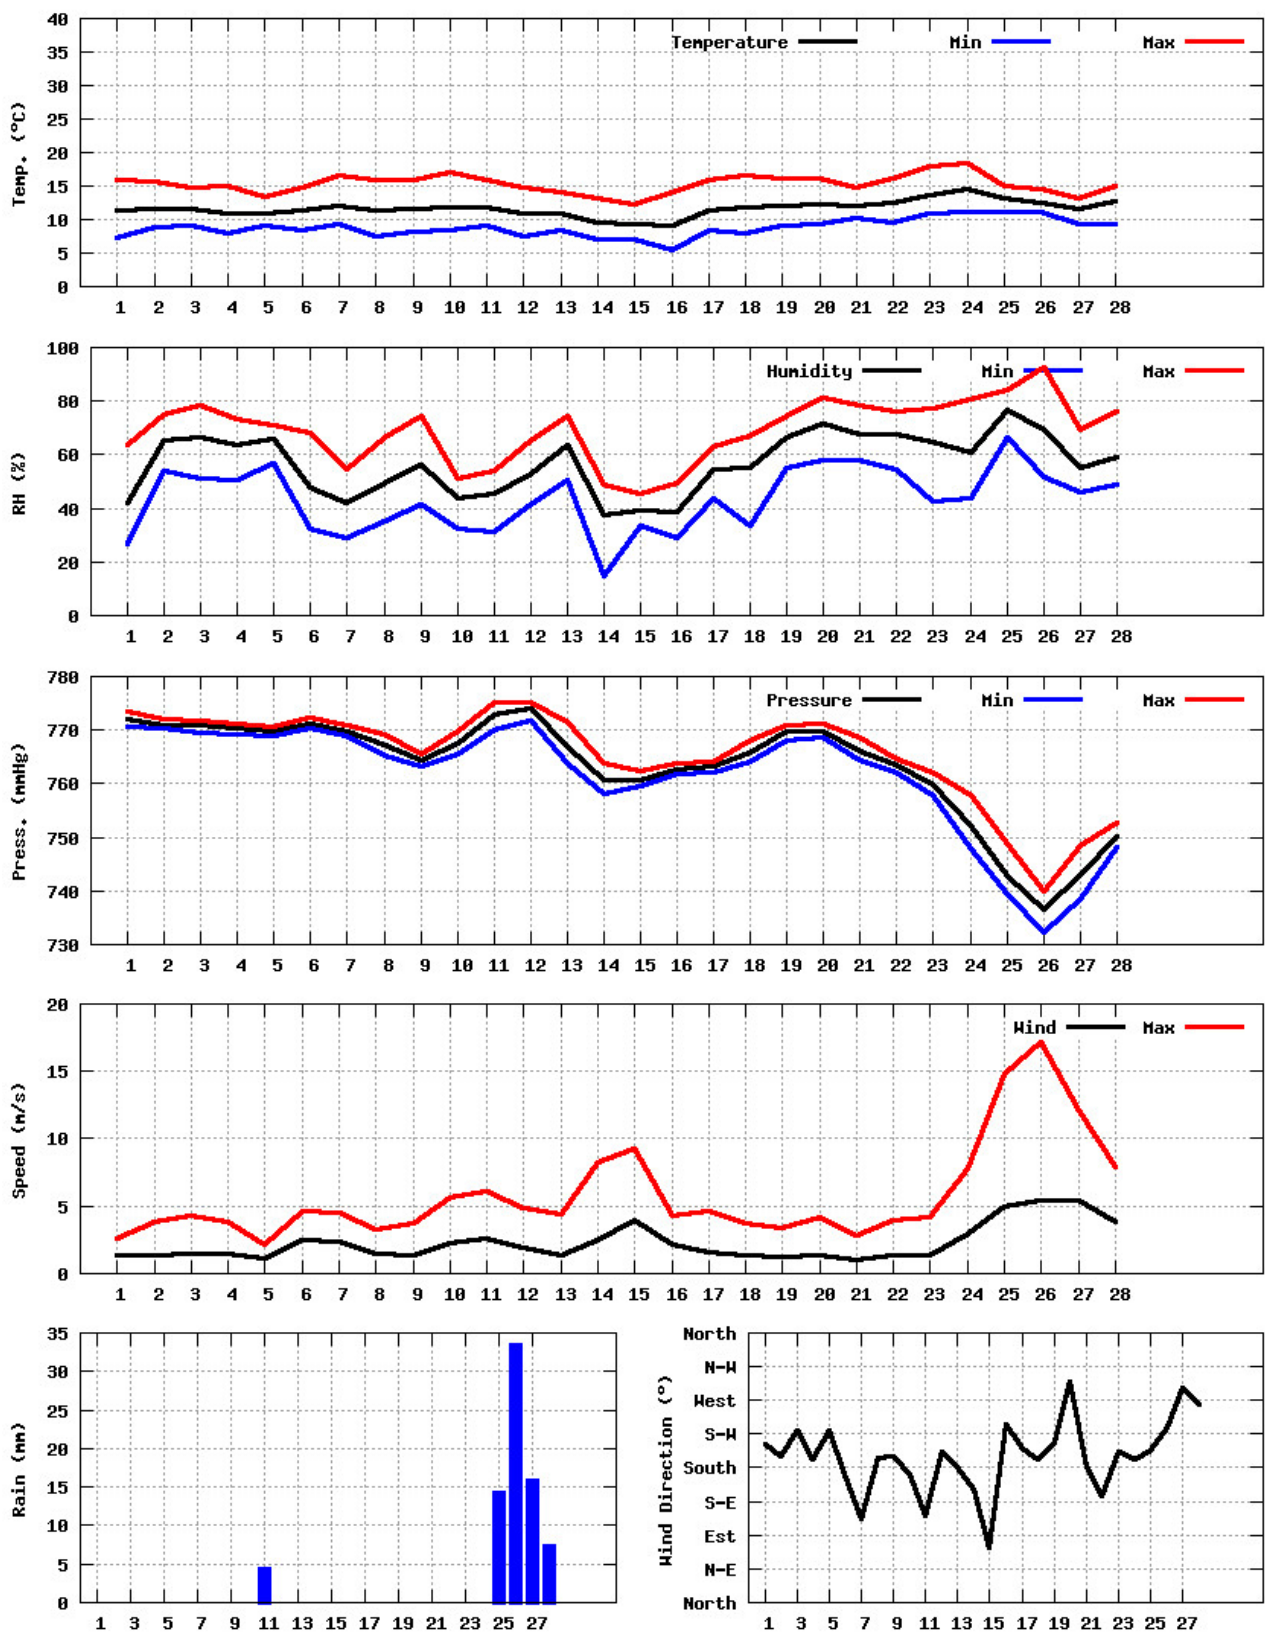 40
Temperature Min Max
35
30
25
20
15
10
5
0
Temp. (°C)
1 2 3 4 5 6 7 8 9 10 11 12 13 14 15 16 17 18 19 20 21 22 23 24 25 26 27 28
100
Humidity Min Max
80
60
40
20
0
RH (%)
1 2 3 4 5 6 7 8 9 10 11 12 13 14 15 16 17 18 19 20 21 22 23 24 25 26 27 28
780
Pressure Min Max
770
760
750
740
730
Press. (mmHg)
1 2 3 4 5 6 7 8 9 10 11 12 13 14 15 16 17 18 19 20 21 22 23 24 25 26 27 28
20
Wind Max
15
10
5
0
Speed (m/s)
1 2 3 4 5 6 7 8 9 10 11 12 13 14 15 16 17 18 19 20 21 22 23 24 25 26 27 28
35
30
25
20
15
10
5
0
Rain (mm)
1 3 5 7 9 11 13 15 17 19 21 23 25 27
North
N-W
West
S-W
South
S-E
Est
N-E
North
Wind Direction (°)
1 3 5 7 9 11 13 15 17 19 21 23 25 27